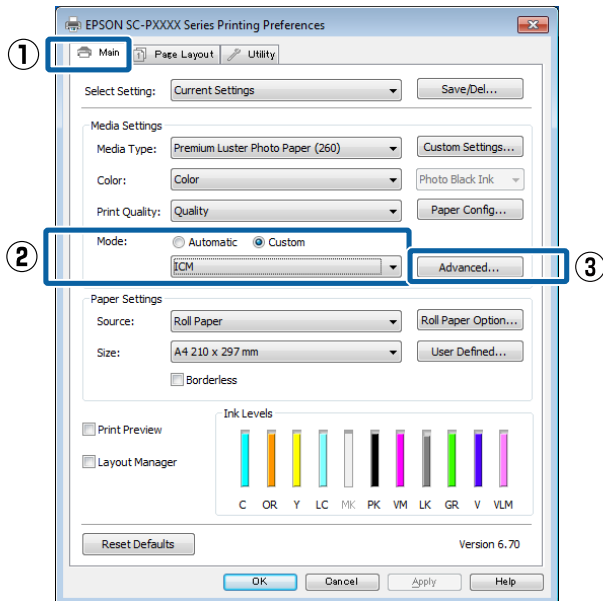 EPSON SC-PXXXX Series Printing Preferences
① Main Page Layout Utility
Select Setting: Current Settings Save/Del...
Media Settings
Media Type: Premium Luster Photo Paper (260) Custom Settings...
Color: Color Photo Black Ink
Print Quality: Quality Paper Config...
Mode: Automatic Custom
② ICM Advanced... ③
Paper Settings
Source: Roll Paper Roll Paper Option...
Size: A4 210 x 297 mm User Defined...
Borderless
Ink Levels
Print Preview
Layout Manager
C OR Y LC MK PK VM LK GR V VLM
Reset Defaults Version 6.70
OK Cancel Apply Help